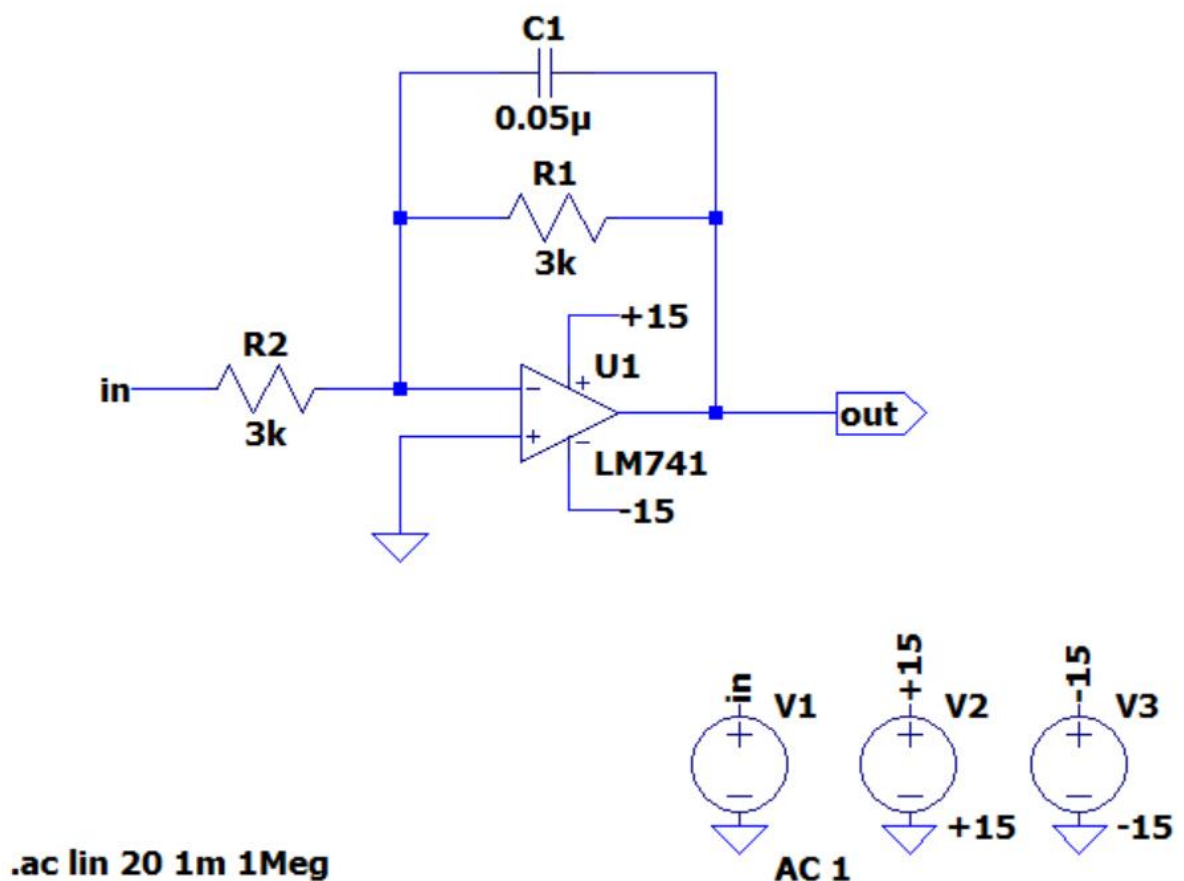 C1
0.05µ
R1
3k
+15
R2
U1
in
- +
out
+
3k
-
LM741
-15
in
+15
-15
V1
V2
V3
+
+
+
-
-
-
+15
-15
.ac lin 20 1m 1Meg
AC 1